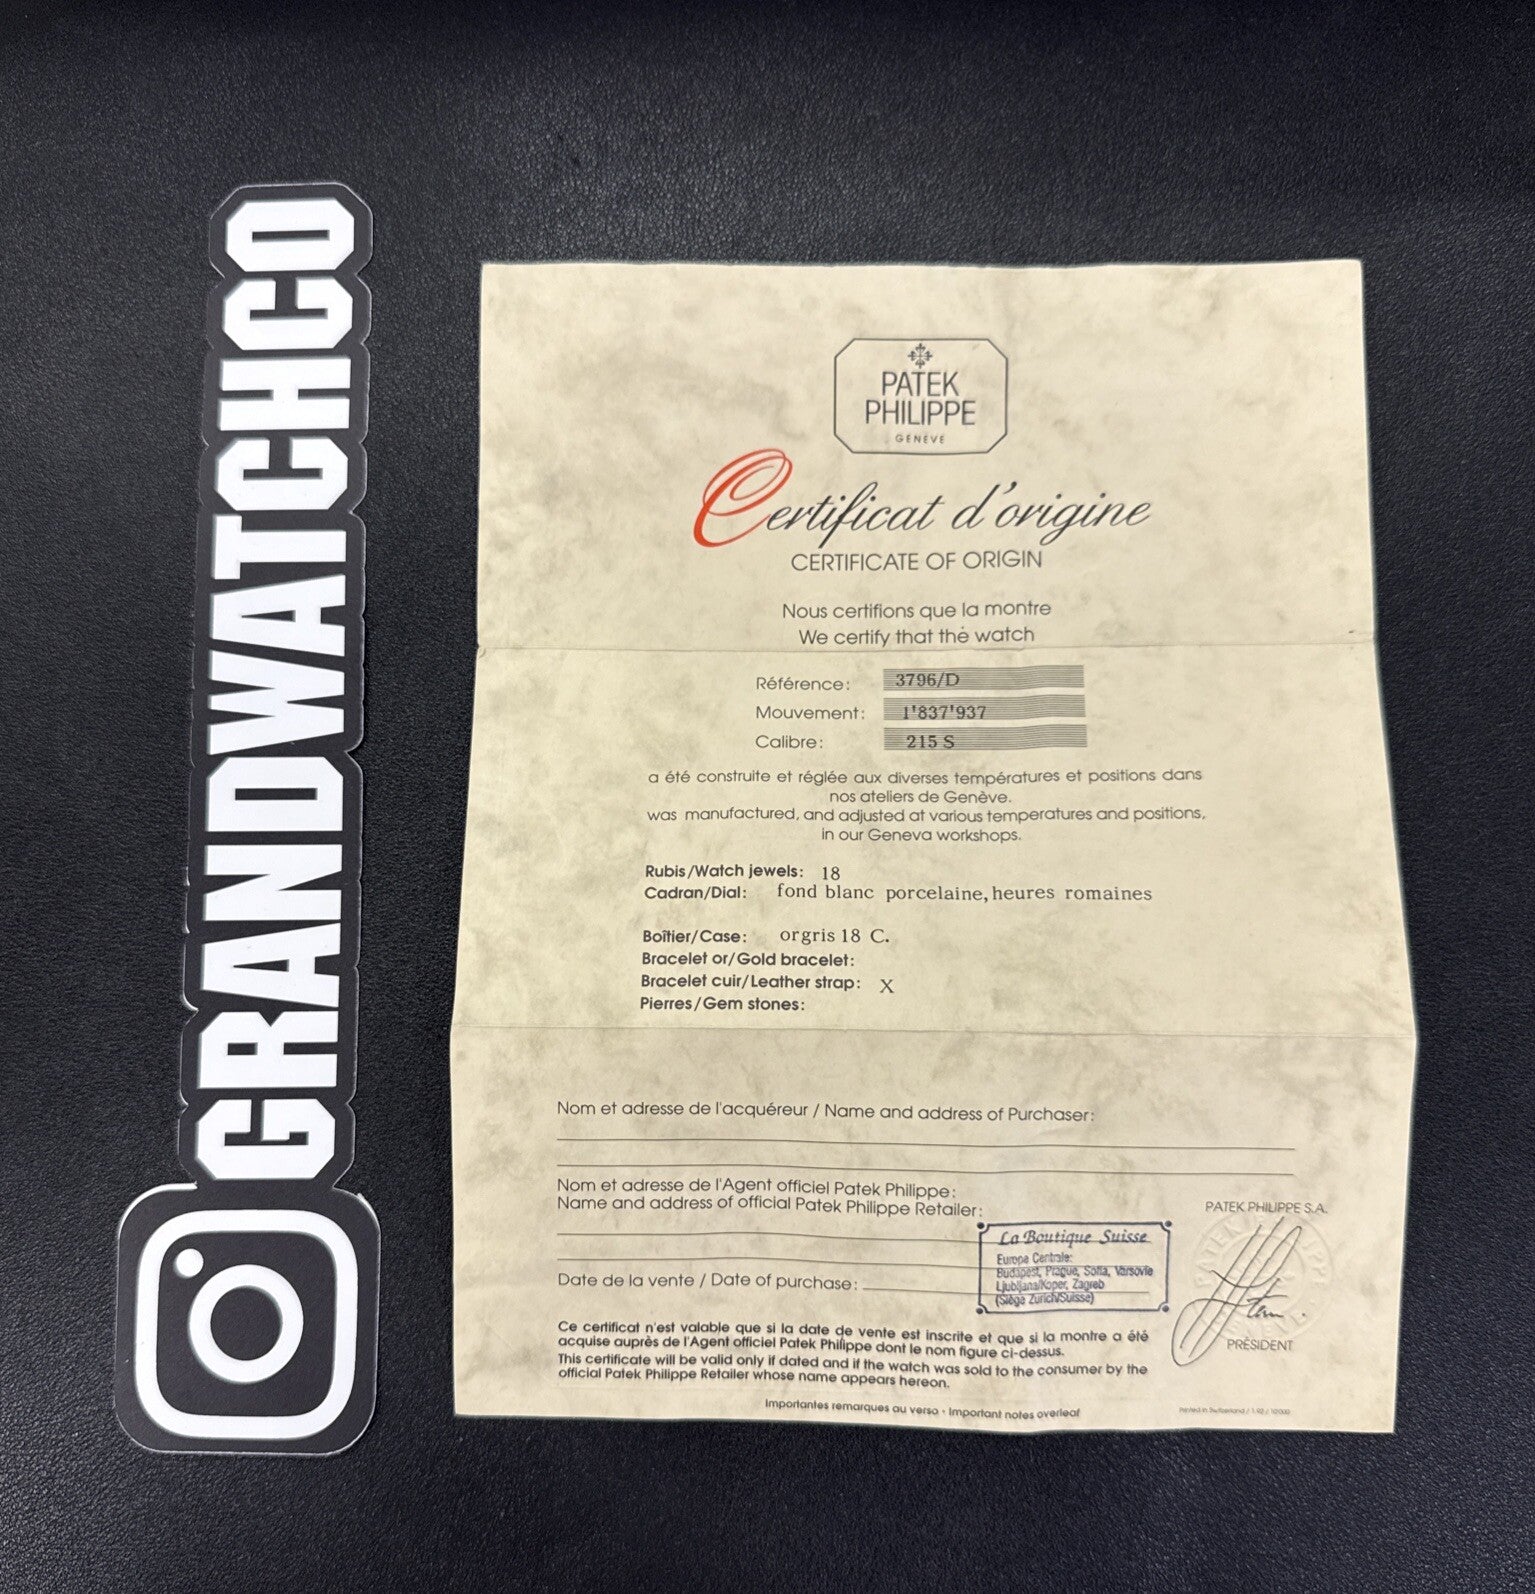 GRANDWATCHCO
PATEK
PHILIPPE
GENÈVE
Certificat d'origine
CERTIFICATE OF ORIGIN
Nous certifions que la montre
We certify that the watch
Référence: 3796/D
Mouvement: 1'837'937
Calibre: 215 S
a été construite et réglée aux diverses températures et positions dans
nos ateliers de Genève.
was manufactured, and adjusted at various temperatures and positions,
in our Geneva workshops.
Rubis/Watch jewels: 18
Cadran/Dial: fond blanc porcelaine, heures romaines
Boîtier/Case: orgris 18 C.
Bracelet or/Gold bracelet:
Bracelet cuir/Leather strap: X
Pierres/Gem stones:
Nom et adresse de l'acquéreur / Name and address of Purchaser:
Nom et adresse de l'Agent officiel Patek Philippe:
Name and address of official Patek Philippe Retailer:
La Boutique Suisse
Europe Centrale:
Budapest, Prague, Sofia, Varsovie
Ljubljana/Koper, Zagreb
(Siège Zurich/Suisse)
PATEK PHILIPPE S.A.
PRÉSIDENT
Date de la vente / Date of purchase:
Ce certificat n'est valable que si la date de vente est inscrite et que si la montre a été
acquise auprès de l'Agent officiel Patek Philippe dont le nom figure ci-dessus.
This certificate will be valid only if dated and if the watch was sold to the consumer by the
official Patek Philippe Retailer whose name appears hereon.
Importantes remarques au verso - Important notes overleaf
Printed in Switzerland / 1.92 / 10'000